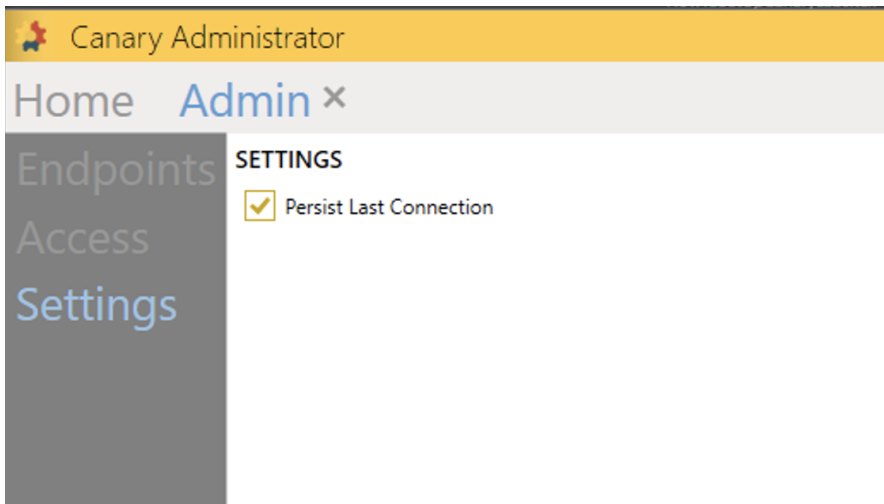 Canary Administrator
Home Admin ×
Endpoints
Access
Settings
SETTINGS
Persist Last Connection